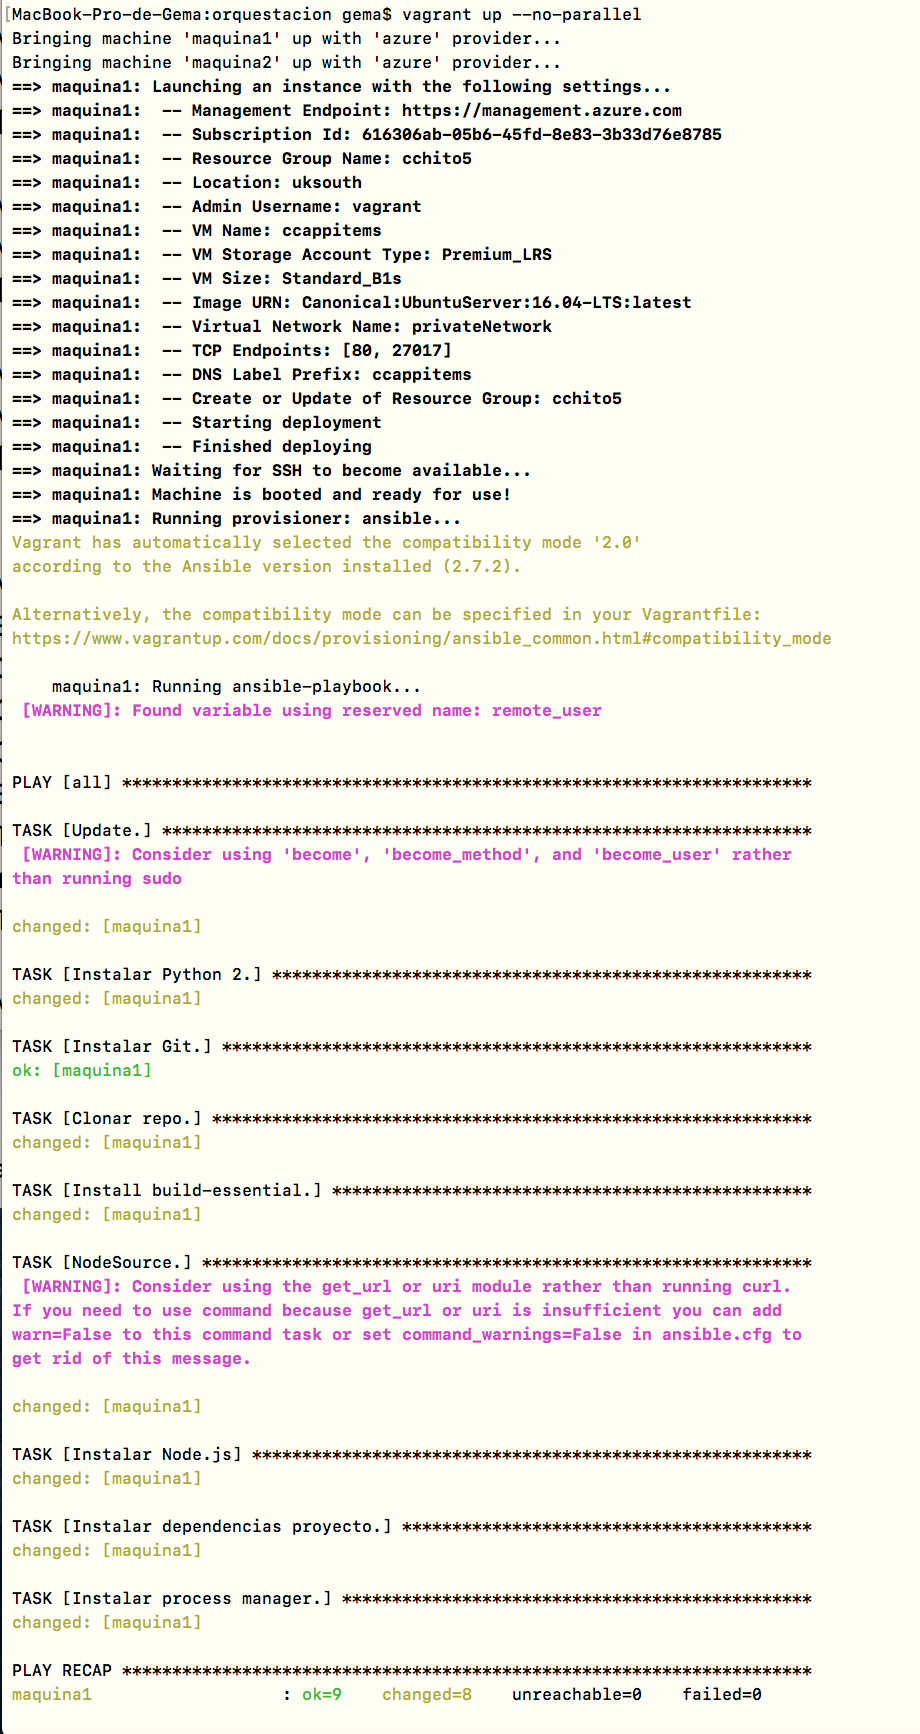 [MacBook-Pro-de-Gema:orquestacion gema$ vagrant up --no-parallel
Bringing machine 'maquina1' up with 'azure' provider...
Bringing machine 'maquina2' up with 'azure' provider...
==> maquina1: Launching an instance with the following settings...
==> maquina1:  -- Management Endpoint: https://management.azure.com
==> maquina1:  -- Subscription Id: 616306ab-05b6-45fd-8e83-3b33d76e8785
==> maquina1:  -- Resource Group Name: cchito5
==> maquina1:  -- Location: uksouth
==> maquina1:  -- Admin Username: vagrant
==> maquina1:  -- VM Name: ccappitems
==> maquina1:  -- VM Storage Account Type: Premium_LRS
==> maquina1:  -- VM Size: Standard_B1s
==> maquina1:  -- Image URN: Canonical:UbuntuServer:16.04-LTS:latest
==> maquina1:  -- Virtual Network Name: privateNetwork
==> maquina1:  -- TCP Endpoints: [80, 27017]
==> maquina1:  -- DNS Label Prefix: ccappitems
==> maquina1:  -- Create or Update of Resource Group: cchito5
==> maquina1:  -- Starting deployment
==> maquina1:  -- Finished deploying
==> maquina1: Waiting for SSH to become available...
==> maquina1: Machine is booted and ready for use!
==> maquina1: Running provisioner: ansible...
Vagrant has automatically selected the compatibility mode '2.0'
according to the Ansible version installed (2.7.2).
Alternatively, the compatibility mode can be specified in your Vagrantfile:
https://www.vagrantup.com/docs/provisioning/ansible_common.html#compatibility_mode
    maquina1: Running ansible-playbook...
 [WARNING]: Found variable using reserved name: remote_user
PLAY [all] *********************************************************************
TASK [Update.] *****************************************************************
 [WARNING]: Consider using 'become', 'become_method', and 'become_user' rather
than running sudo
changed: [maquina1]
TASK [Instalar Python 2.] ******************************************************
changed: [maquina1]
TASK [Instalar Git.] ***********************************************************
ok: [maquina1]
TASK [Clonar repo.] ************************************************************
changed: [maquina1]
TASK [Install build-essential.] ************************************************
changed: [maquina1]
TASK [NodeSource.] *************************************************************
 [WARNING]: Consider using the get_url or uri module rather than running curl.
If you need to use command because get_url or uri is insufficient you can add
warn=False to this command task or set command_warnings=False in ansible.cfg to
get rid of this message.
changed: [maquina1]
TASK [Instalar Node.js] ********************************************************
changed: [maquina1]
TASK [Instalar dependencias proyecto.] *****************************************
changed: [maquina1]
TASK [Instalar process manager.] ***********************************************
changed: [maquina1]
PLAY RECAP *********************************************************************
maquina1                   : ok=9    changed=8    unreachable=0    failed=0